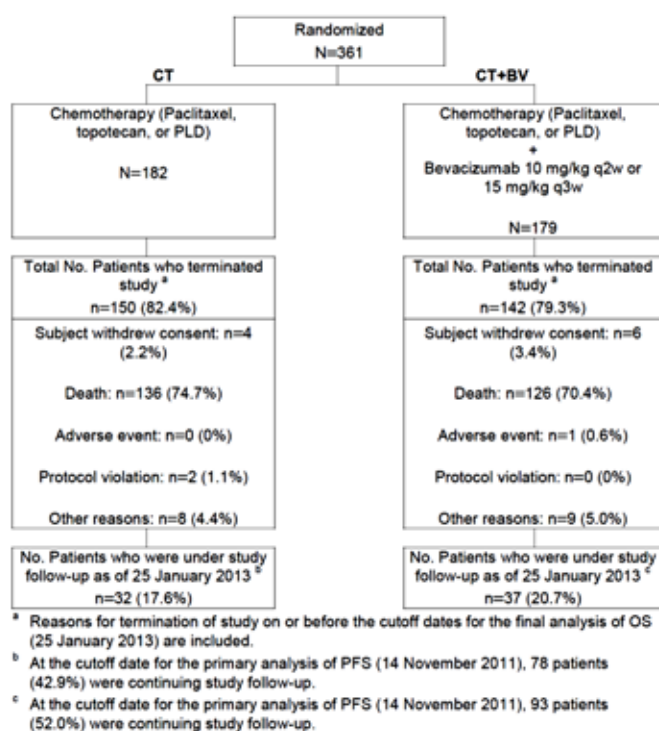 Randomized
N=361
CT
CT+BV
Chemotherapy (Paclitaxel,
topotecan, or PLD)
N=182
Chemotherapy (Paclitaxel,
topotecan, or PLD)
+
Bevacizumab 10 mg/kg q2w or
15 mg/kg q3w
N=179
Total No. Patients who terminated
study a
n=150 (82.4%)
Total No. Patients who terminated
study a
n=142 (79.3%)
Subject withdrew consent: n=4
(2.2%)
Death: n=136 (74.7%)
Adverse event: n=0 (0%)
Protocol violation: n=2 (1.1%)
Other reasons: n=8 (4.4%)
Subject withdrew consent: n=6
(3.4%)
Death: n=126 (70.4%)
Adverse event: n=1 (0.6%)
Protocol violation: n=0 (0%)
Other reasons: n=9 (5.0%)
No. Patients who were under study
follow-up as of 25 January 2013 b
n=32 (17.6%)
No. Patients who were under study
follow-up as of 25 January 2013 c
n=37 (20.7%)
a Reasons for termination of study on or before the cutoff dates for the final analysis of OS
(25 January 2013) are included.
b At the cutoff date for the primary analysis of PFS (14 November 2011), 78 patients
(42.9%) were continuing study follow-up.
c At the cutoff date for the primary analysis of PFS (14 November 2011), 93 patients
(52.0%) were continuing study follow-up.